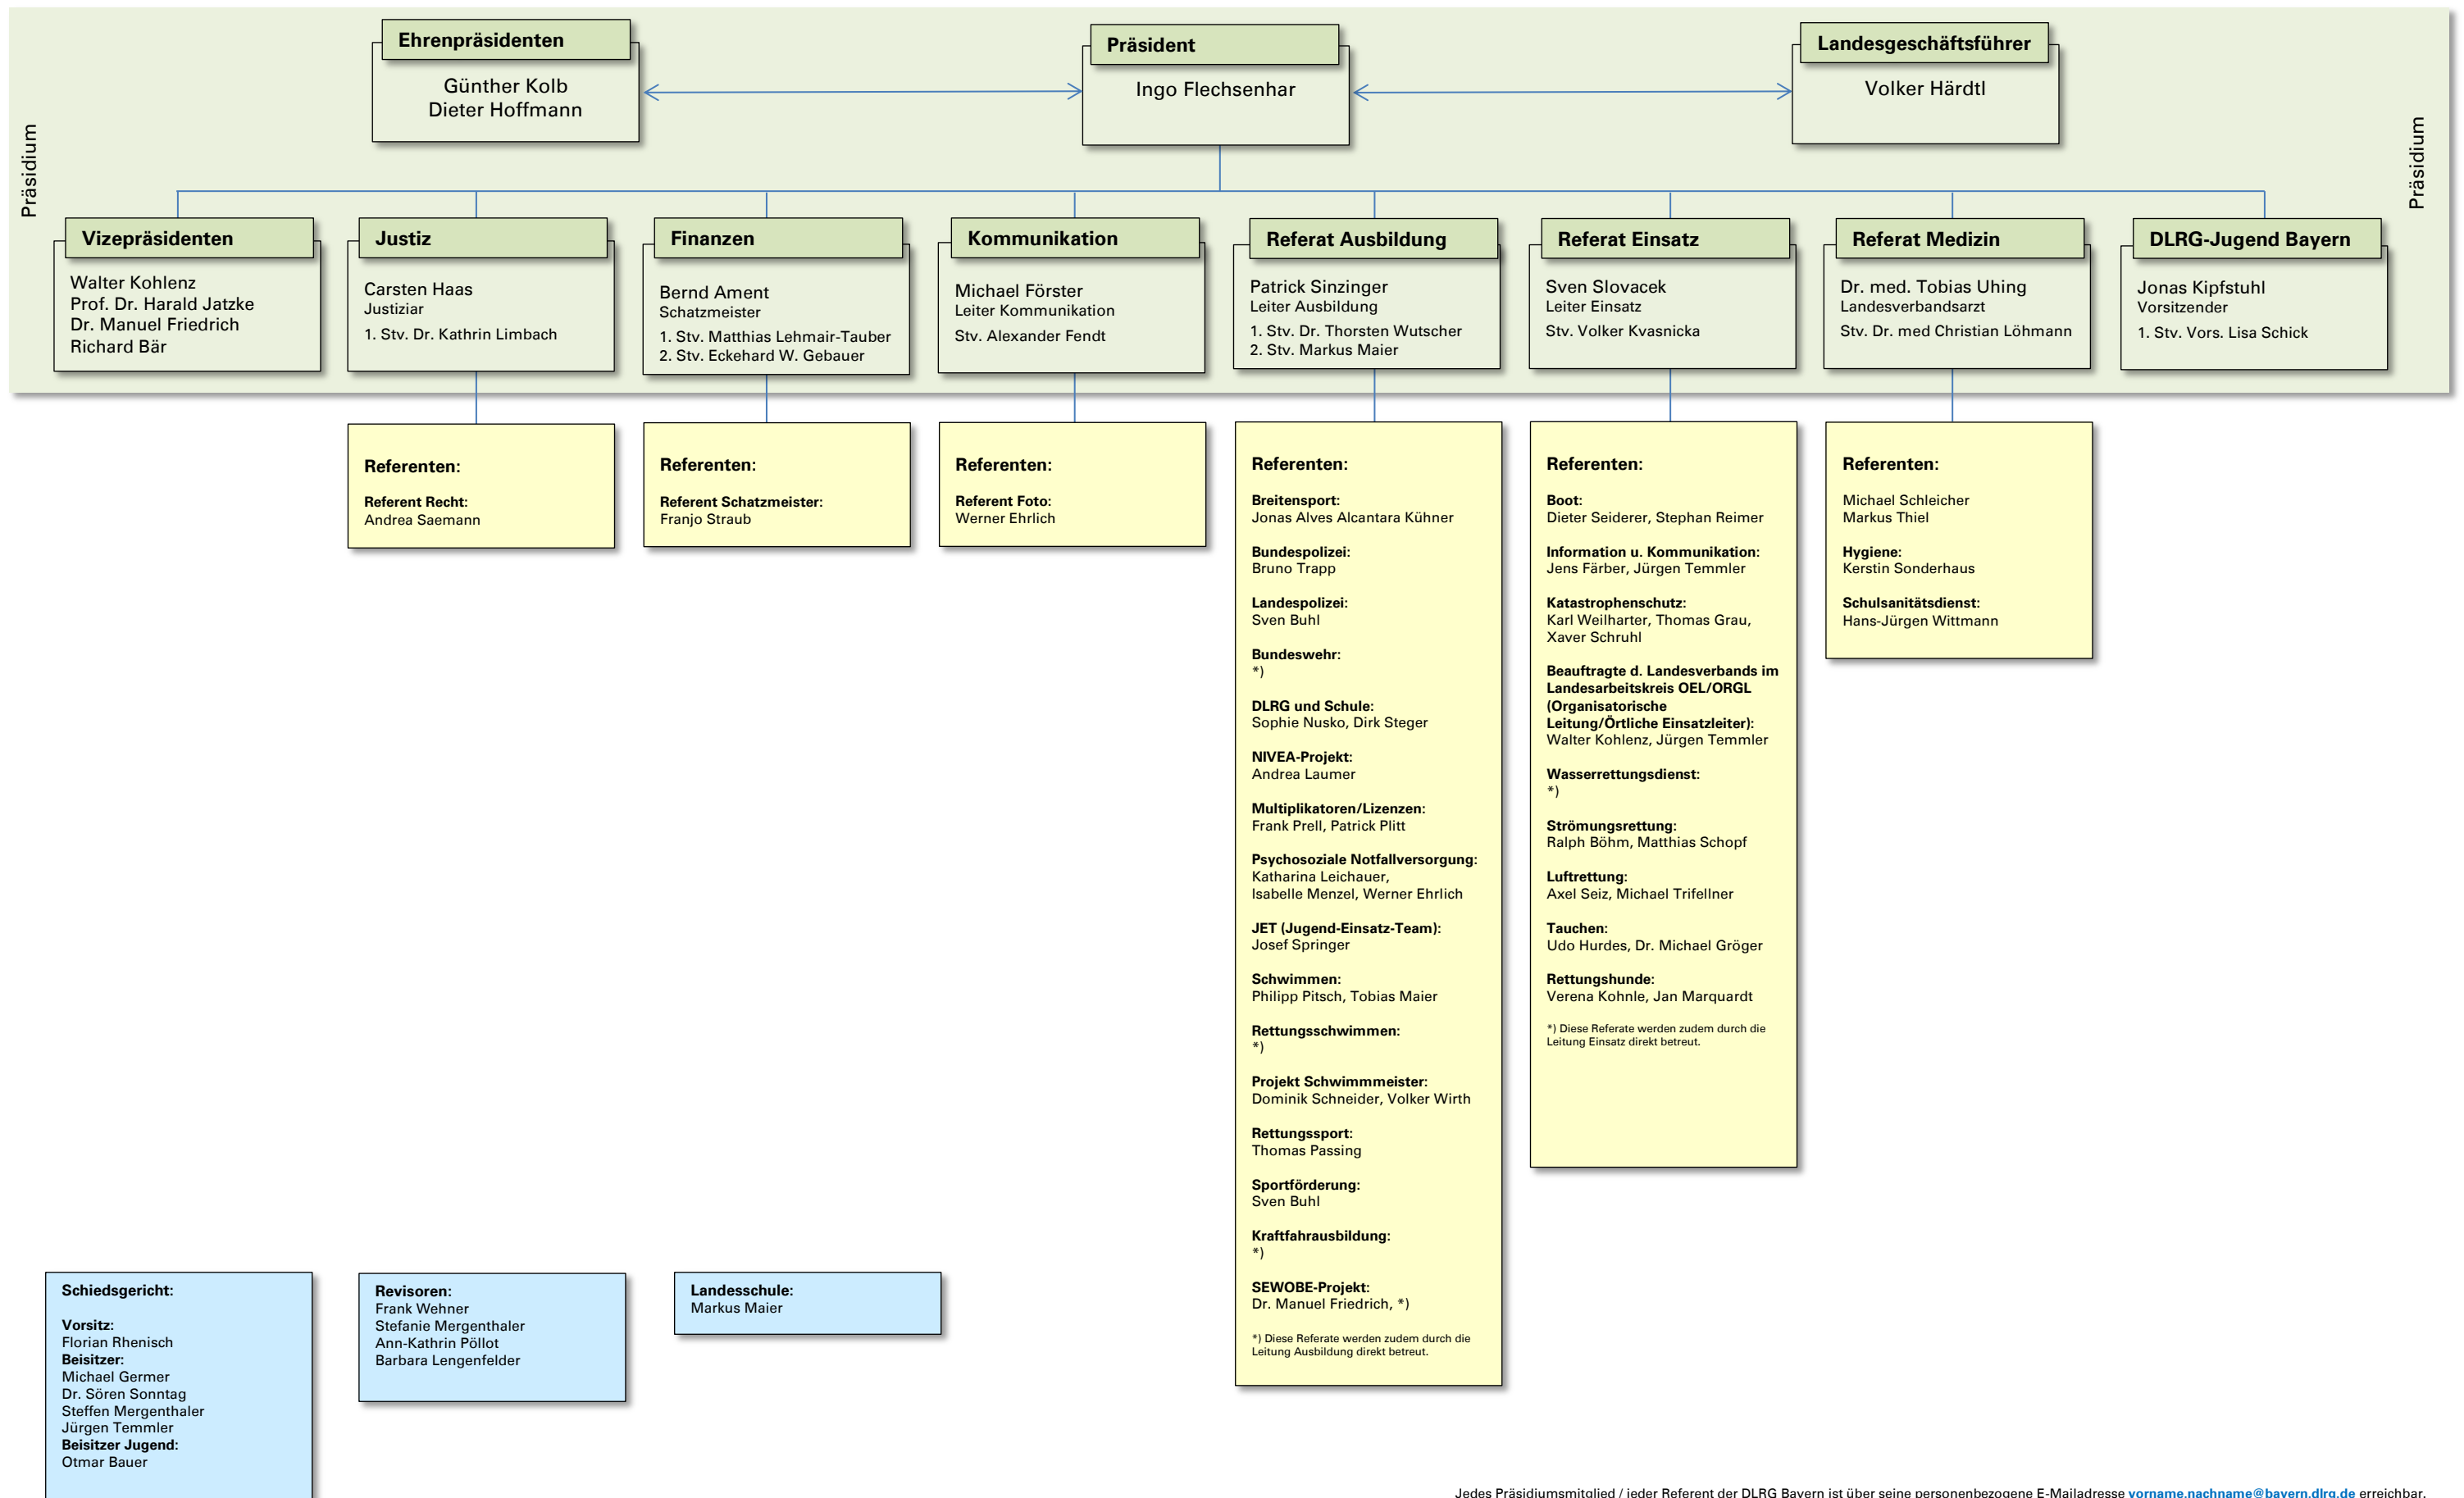 Präsidium
Ehrenpräsidenten
Günther Kolb
Dieter Hoffmann
Präsident
Ingo Flechsenhar
Landesgeschäftsführer
Volker Härdtl
Präsidium
Vizepräsidenten
Walter Kohlenz
Prof. Dr. Harald Jatzke
Dr. Manuel Friedrich
Richard Bär
Justiz
Carsten Haas
Justiziar
1. Stv. Dr. Kathrin Limbach
Finanzen
Bernd Ament
Schatzmeister
1. Stv. Matthias Lehmair-Tauber
2. Stv. Eckehard W. Gebauer
Kommunikation
Michael Förster
Leiter Kommunikation
Stv. Alexander Fendt
Referat Ausbildung
Patrick Sinzinger
Leiter Ausbildung
1. Stv. Dr. Thorsten Wutscher
2. Stv. Markus Maier
Referat Einsatz
Sven Slovacek
Leiter Einsatz
Stv. Volker Kvasnicka
Referat Medizin
Dr. med. Tobias Uhing
Landesverbandsarzt
Stv. Dr. med Christian Löhmann
DLRG-Jugend Bayern
Jonas Kipfstuhl
Vorsitzender
1. Stv. Vors. Lisa Schick
Referenten:
Referent Recht:
Andrea Saemann
Referenten:
Referent Schatzmeister:
Franjo Straub
Referenten:
Referent Foto:
Werner Ehrlich
Referenten:
Breitensport:
Jonas Alves Alcantara Kühner
Bundespolizei:
Bruno Trapp
Landespolizei:
Sven Buhl
Bundeswehr:
*)
DLRG und Schule:
Sophie Nusko, Dirk Steger
NIVEA-Projekt:
Andrea Laumer
Multiplikatoren/Lizenzen:
Frank Prell, Patrick Plitt
Psychosoziale Notfallversorgung:
Katharina Leichauer,
Isabelle Menzel, Werner Ehrlich
JET (Jugend-Einsatz-Team):
Josef Springer
Schwimmen:
Philipp Pitsch, Tobias Maier
Rettungsschwimmen:
*)
Projekt Schwimmmeister:
Dominik Schneider, Volker Wirth
Rettungssport:
Thomas Passing
Sportförderung:
Sven Buhl
Kraftfahrausbildung:
*)
SEWOBE-Projekt:
Dr. Manuel Friedrich, *)
*) Diese Referate werden zudem durch die
Leitung Ausbildung direkt betreut.
Referenten:
Boot:
Dieter Seiderer, Stephan Reimer
Information u. Kommunikation:
Jens Färber, Jürgen Temmler
Katastrophenschutz:
Karl Weilharter, Thomas Grau,
Xaver Schruhl
Beauftragte d. Landesverbands im
Landesarbeitskreis OEL/ORGL
(Organisatorische
Leitung/Örtliche Einsatzleiter):
Walter Kohlenz, Jürgen Temmler
Wasserrettungsdienst:
*)
Strömungsrettung:
Ralph Böhm, Matthias Schopf
Luftrettung:
Axel Seiz, Michael Trifellner
Tauchen:
Udo Hurdes, Dr. Michael Gröger
Rettungshunde:
Verena Kohnle, Jan Marquardt
*) Diese Referate werden zudem durch die
Leitung Einsatz direkt betreut.
Referenten:
Michael Schleicher
Markus Thiel
Hygiene:
Kerstin Sonderhaus
Schulsanitätsdienst:
Hans-Jürgen Wittmann
Schiedsgericht:
Vorsitz:
Florian Rhenisch
Beisitzer:
Michael Germer
Dr. Sören Sonntag
Steffen Mergenthaler
Jürgen Temmler
Beisitzer Jugend:
Otmar Bauer
Revisoren:
Frank Wehner
Stefanie Mergenthaler
Ann-Kathrin Pöllot
Barbara Lengenfelder
Landesschule:
Markus Maier
Jedes Präsidiumsmitglied / jeder Referent der DLRG Bayern ist über seine personenbezogene E-Mailadresse vorname.nachname@bayern.dlrg.de erreichbar.